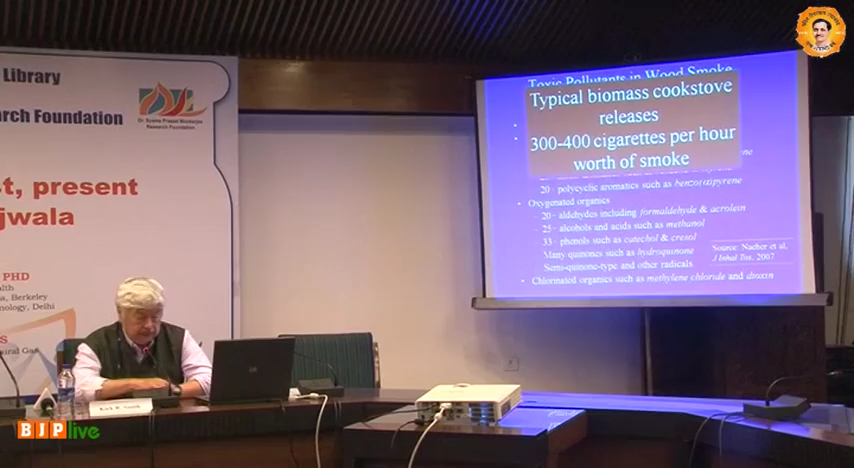 Library
arch Foundation
Dr. Syama Prasad Mookerjee
Research Foundation
t, present
jwala
PHD
alth
a, Berkeley
nology, Delhi
S
ural Gas
Toxic Pollutants in Wood Smoke
Typical biomass cookstove
releases
300-400 cigarettes per hour
worth of smoke
20+ polycyclic aromatics such as benzo(α)pyrene
• Oxygenated organics
– 20+ aldehydes including formaldehyde & acrolein
– 25+ alcohols and acids such as methanol
33+ phenols such as catechol & cresol
Many quinones such as hydroquinone
Semi-quinone-type and other radicals
Source: Naeher et al,
J Inhal Tox, 2007
• Chlorinated organics such as methylene chloride and dioxin
hp
BJP live